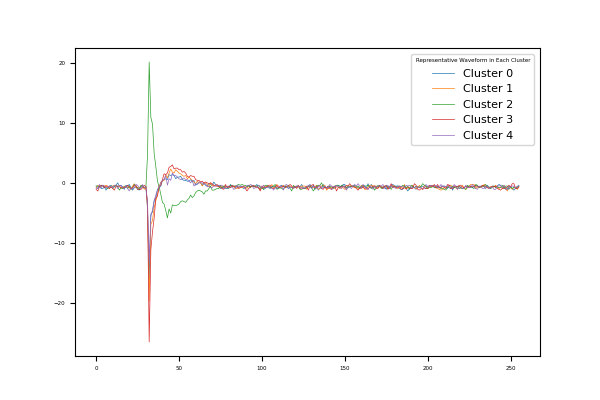 Representative Waveform in Each Cluster
Cluster 0
Cluster 1
Cluster 2
Cluster 3
Cluster 4
20
10
0
−10
−20
0 50 100 150 200 250